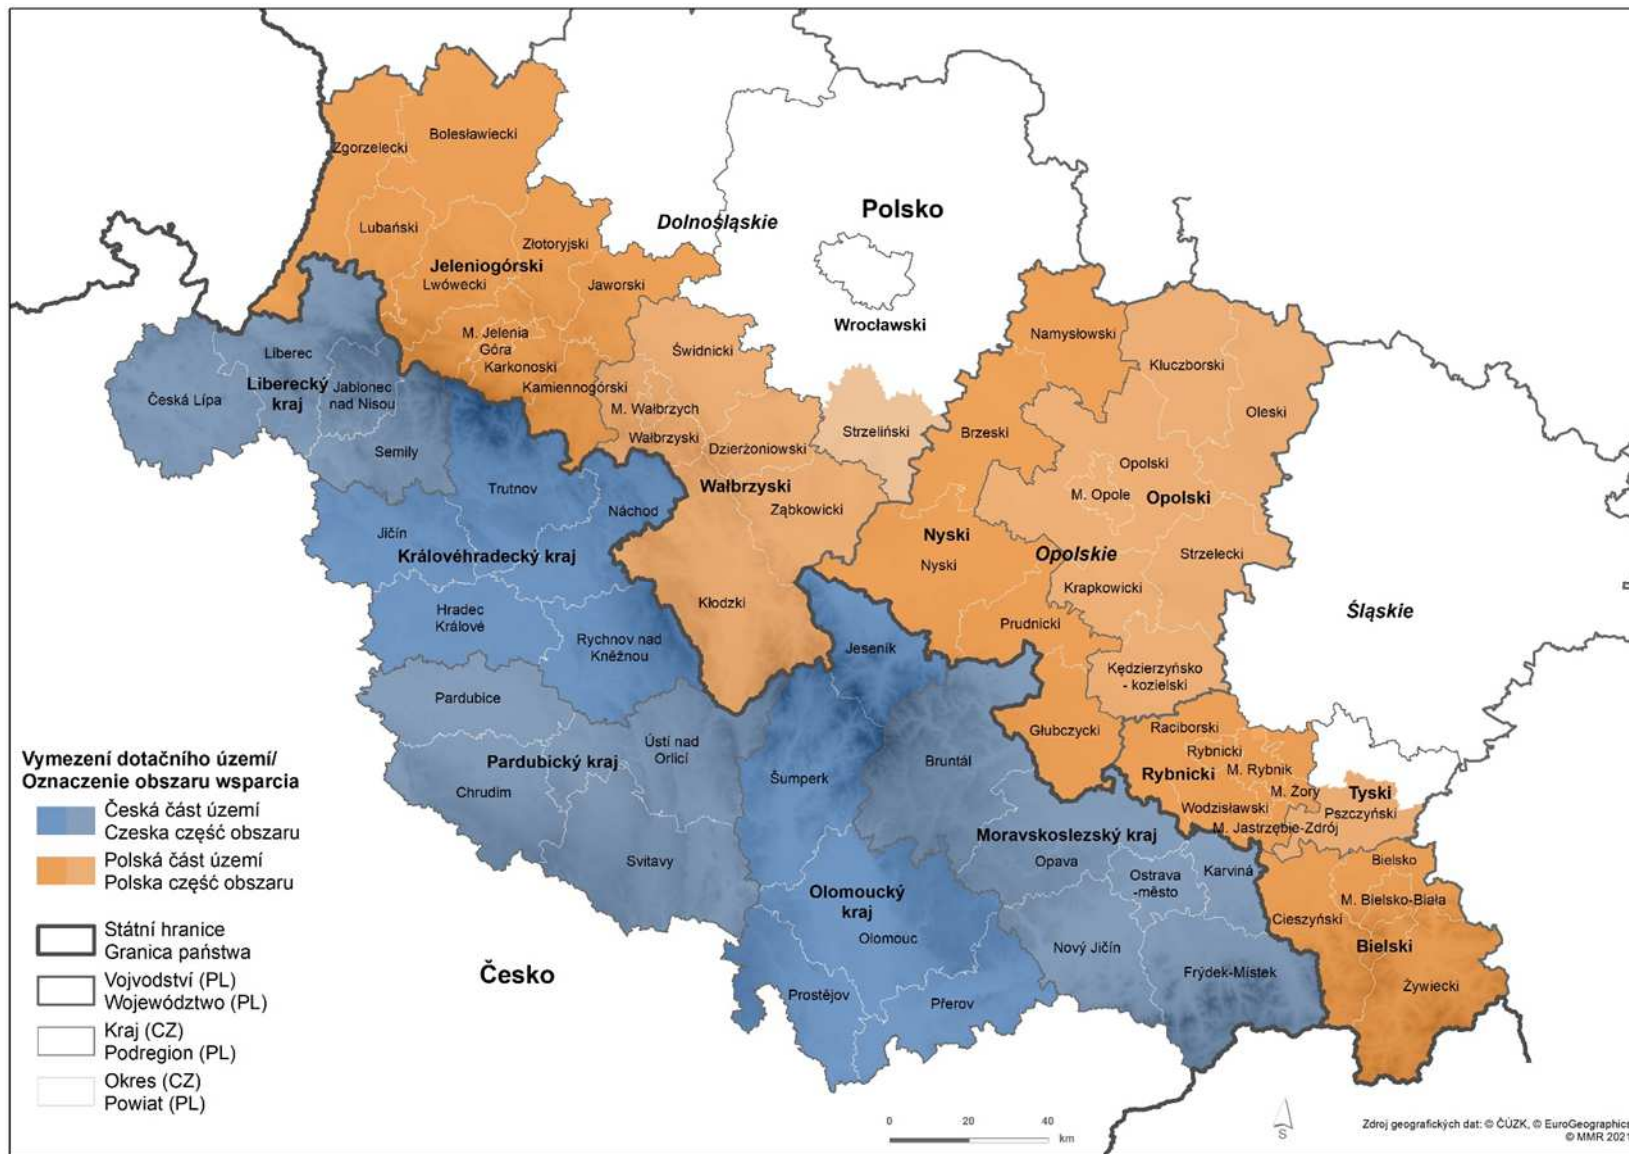 Bolesławiecki
Zgorzelecki
Polsko
Dolnośląskie
Lubański
Złotoryjski
Jeleniogórski
Lwówecki
Jaworski
Wrocławski
M. Jelenia
Góra
Karkonoski
Kamiennogórski
Świdnicki
Namysłowski
Kluczborski
Oleski
Liberec
Liberecký
kraj
Jablonec
nad Nisou
Česká Lípa
Semily
M. Wałbrzych
Wałbrzyski
Dzierżoniowski
Strzeliński
Brzeski
Opolski
M. Opole
Opolski
Wałbrzyski
Ząbkowicki
Trutnov
Náchod
Jičín
Královéhradecký kraj
Nyski
Nyski
Opolskie
Strzelecki
Krapkowicki
Kłodzki
Hradec
Králové
Rychnov nad
Kněžnou
Prudnicki
Śląskie
Jeseník
Kędzierzyńsko
- kozielski
Pardubice
Głubczycki
Raciborski
Rybnicki
Rybnicki
M. Rybnik
M. Żory
Wodzisławski
M. Jastrzębie-Zdrój
Tyski
Pszczyński
Ústí nad
Orlicí
Pardubický kraj
Chrudim
Šumperk
Bruntál
Moravskoslezský kraj
Opava
Karviná
Ostrava
-město
Svitavy
Olomoucký
kraj
Olomouc
Bielsko
M. Bielsko-Biała
Cieszyński
Bielski
Żywiecki
Nový Jičín
Frýdek-Místek
Prostějov
Přerov
Česko
Vymezení dotačního území/
Oznaczenie obszaru wsparcia
Česká část území
Czeska część obszaru
Polská část území
Polska część obszaru
Státní hranice
Granica państwa
Vojvodství (PL)
Województwo (PL)
Kraj (CZ)
Podregion (PL)
Okres (CZ)
Powiat (PL)
0 20 40
km
S
Zdroj geografických dat: © ČÚZK, © EuroGeographics
© MMR 2021